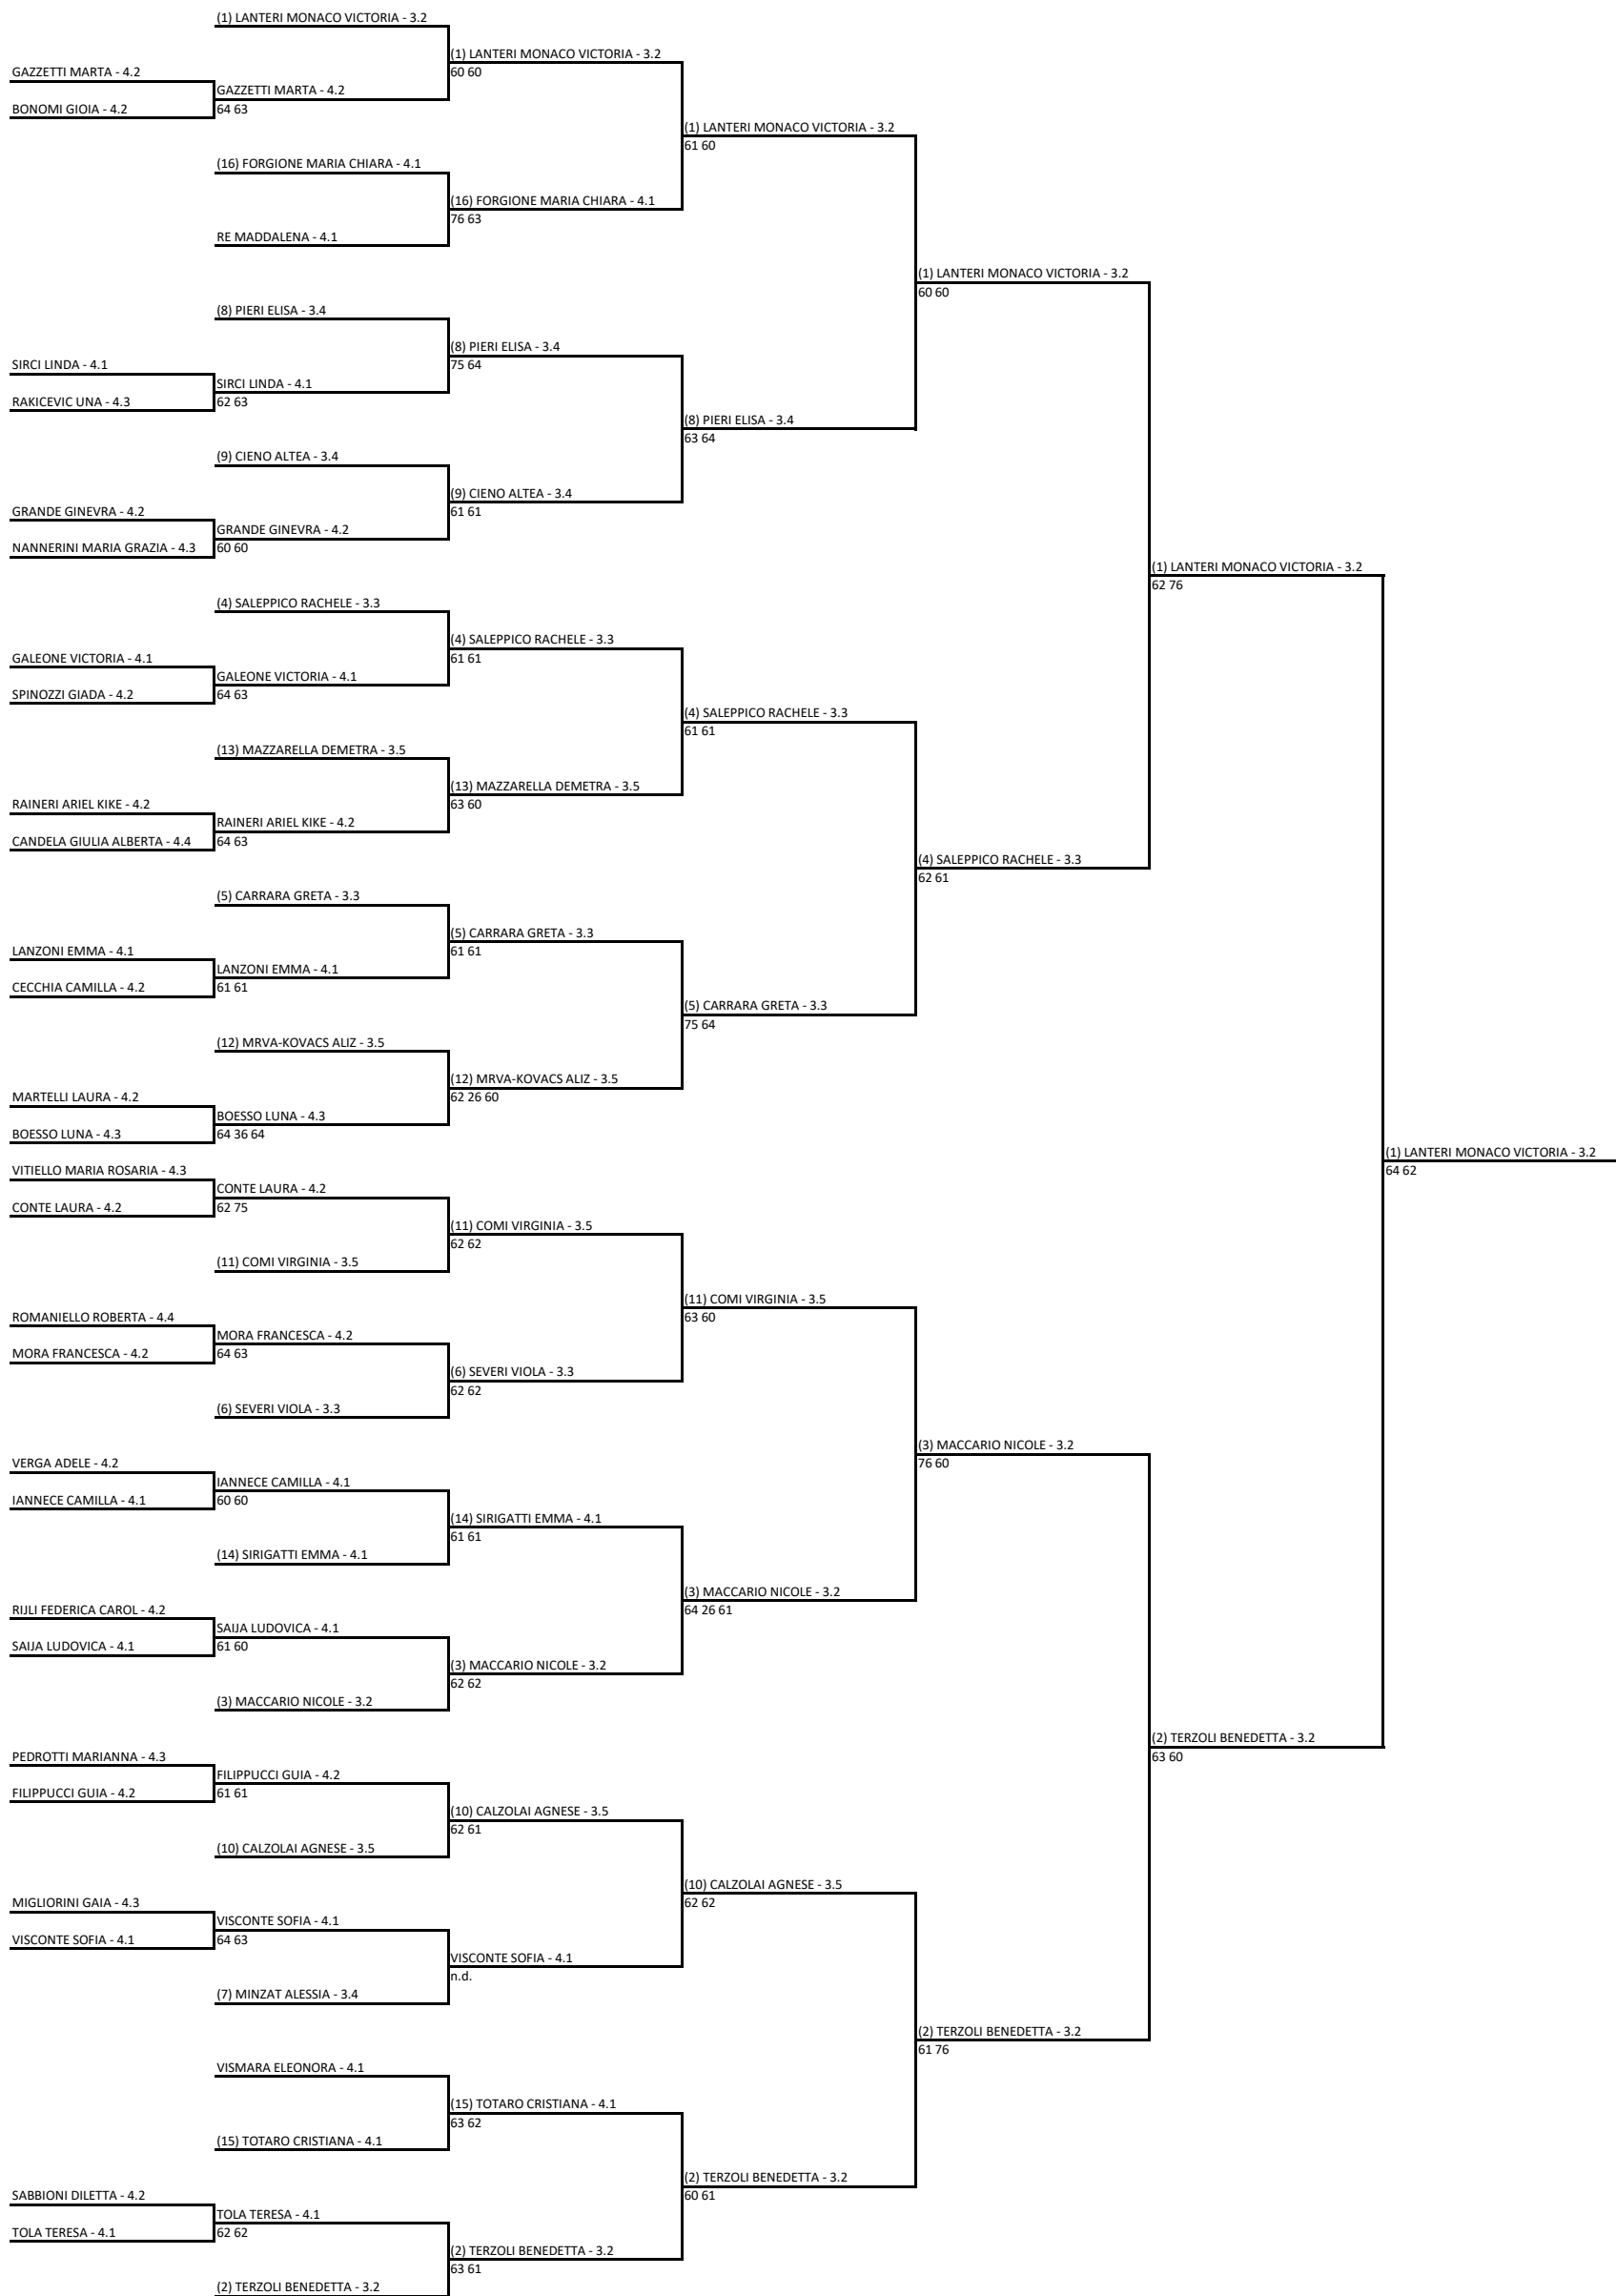 (1) LANTERI MONACO VICTORIA - 3.2
(1) LANTERI MONACO VICTORIA - 3.2
GAZZETTI MARTA - 4.2
60 60
GAZZETTI MARTA - 4.2
BONOMI GIOIA - 4.2
64 63
(1) LANTERI MONACO VICTORIA - 3.2
61 60
(16) FORGIONE MARIA CHIARA - 4.1
(16) FORGIONE MARIA CHIARA - 4.1
76 63
RE MADDALENA - 4.1
(1) LANTERI MONACO VICTORIA - 3.2
60 60
(8) PIERI ELISA - 3.4
(8) PIERI ELISA - 3.4
75 64
SIRCI LINDA - 4.1
SIRCI LINDA - 4.1
RAKICEVIC UNA - 4.3
62 63
(8) PIERI ELISA - 3.4
63 64
(9) CIENO ALTEA - 3.4
(9) CIENO ALTEA - 3.4
61 61
GRANDE GINEVRA - 4.2
GRANDE GINEVRA - 4.2
NANNERINI MARIA GRAZIA - 4.3
60 60
(1) LANTERI MONACO VICTORIA - 3.2
62 76
(4) SALEPPICO RACHELE - 3.3
(4) SALEPPICO RACHELE - 3.3
61 61
GALEONE VICTORIA - 4.1
GALEONE VICTORIA - 4.1
SPINOZZI GIADA - 4.2
64 63
(4) SALEPPICO RACHELE - 3.3
61 61
(13) MAZZARELLA DEMETRA - 3.5
(13) MAZZARELLA DEMETRA - 3.5
63 60
RAINERI ARIEL KIKE - 4.2
RAINERI ARIEL KIKE - 4.2
CANDELA GIULIA ALBERTA - 4.4
64 63
(4) SALEPPICO RACHELE - 3.3
62 61
(5) CARRARA GRETA - 3.3
(5) CARRARA GRETA - 3.3
61 61
LANZONI EMMA - 4.1
LANZONI EMMA - 4.1
CECCHIA CAMILLA - 4.2
61 61
(5) CARRARA GRETA - 3.3
75 64
(12) MRVA-KOVACS ALIZ - 3.5
(12) MRVA-KOVACS ALIZ - 3.5
62 26 60
MARTELLI LAURA - 4.2
BOESSO LUNA - 4.3
BOESSO LUNA - 4.3
64 36 64
(1) LANTERI MONACO VICTORIA - 3.2
64 62
VITIELLO MARIA ROSARIA - 4.3
CONTE LAURA - 4.2
CONTE LAURA - 4.2
62 75
(11) COMI VIRGINIA - 3.5
62 62
(11) COMI VIRGINIA - 3.5
(11) COMI VIRGINIA - 3.5
63 60
ROMANIELLO ROBERTA - 4.4
MORA FRANCESCA - 4.2
MORA FRANCESCA - 4.2
64 63
(6) SEVERI VIOLA - 3.3
62 62
(6) SEVERI VIOLA - 3.3
(3) MACCARIO NICOLE - 3.2
76 60
VERGA ADELE - 4.2
IANNECE CAMILLA - 4.1
IANNECE CAMILLA - 4.1
60 60
(14) SIRIGATTI EMMA - 4.1
61 61
(14) SIRIGATTI EMMA - 4.1
(3) MACCARIO NICOLE - 3.2
64 26 61
RIJLI FEDERICA CAROL - 4.2
SAIJA LUDOVICA - 4.1
SAIJA LUDOVICA - 4.1
61 60
(3) MACCARIO NICOLE - 3.2
62 62
(3) MACCARIO NICOLE - 3.2
(2) TERZOLI BENEDETTA - 3.2
63 60
PEDROTTI MARIANNA - 4.3
FILIPPUCCI GUIA - 4.2
FILIPPUCCI GUIA - 4.2
61 61
(10) CALZOLAI AGNESE - 3.5
62 61
(10) CALZOLAI AGNESE - 3.5
(10) CALZOLAI AGNESE - 3.5
62 62
MIGLIORINI GAIA - 4.3
VISCONTE SOFIA - 4.1
VISCONTE SOFIA - 4.1
64 63
VISCONTE SOFIA - 4.1
n.d.
(7) MINZAT ALESSIA - 3.4
(2) TERZOLI BENEDETTA - 3.2
61 76
VISMARA ELEONORA - 4.1
(15) TOTARO CRISTIANA - 4.1
63 62
(15) TOTARO CRISTIANA - 4.1
(2) TERZOLI BENEDETTA - 3.2
60 61
SABBIONI DILETTA - 4.2
TOLA TERESA - 4.1
TOLA TERESA - 4.1
62 62
(2) TERZOLI BENEDETTA - 3.2
63 61
(2) TERZOLI BENEDETTA - 3.2